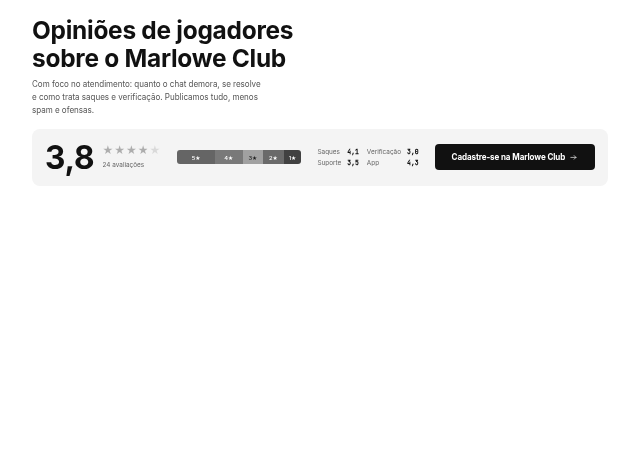 Opiniões de jogadores
sobre o Marlowe Club
Com foco no atendimento: quanto o chat demora, se resolve
e como trata saques e verificação. Publicamos tudo, menos
spam e ofensas.
3,8
★★★★★
24 avaliações
5★ 4★ 3★ 2★ 1★
Saques 4,1 Verificação 3,0
Suporte 3,5 App 4,3
Cadastre-se na Marlowe Club →